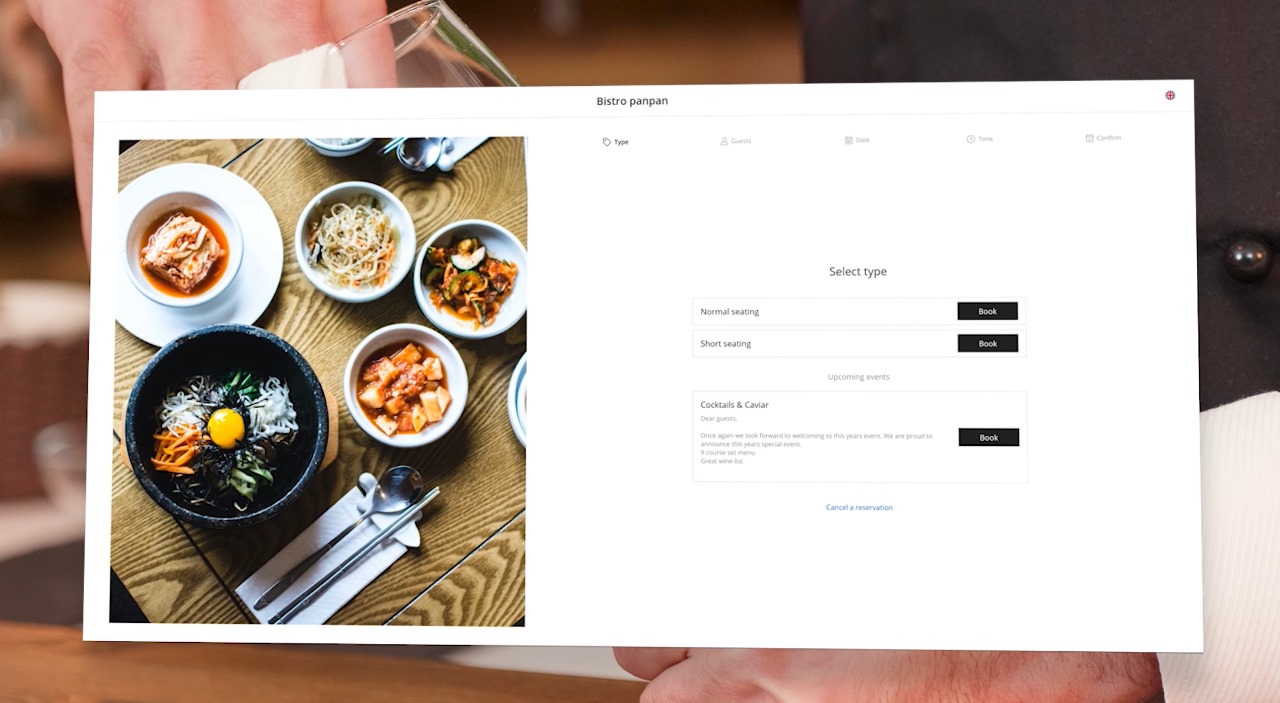 Bistro panpan
Type
Guests
Date
Time
Confirm
Select type
Normal seating
Book
Short seating
Book
Upcoming events
Cocktails & Caviar
Dear guests,
Once again we look forward to welcoming to this years event. We are proud to
announce this years special event.
9 course set menu
Great wine list
Book
Cancel a reservation